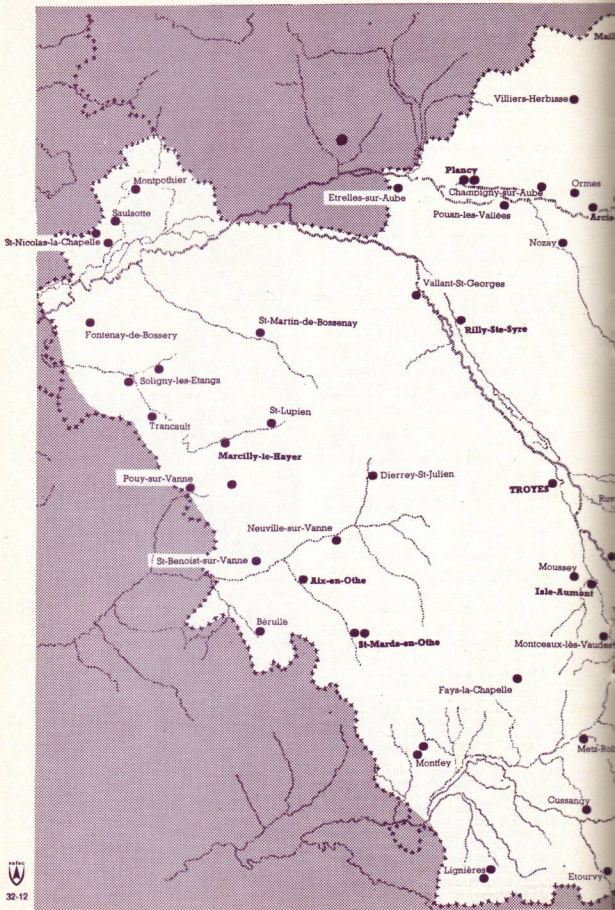 Mail
Villiers-Herbisse
Plancy
Montpothier
Etrelles-sur-Aube
Champigny-sur-Aube
Ormes
Pouan-les-Vallées
Arcis-
Saulsotte
St-Nicolas-la-Chapelle
Nozay
Vallant-St-Georges
Fontenay-de-Bossery
St-Martin-de-Bossenay
Rilly-Ste-Syre
Soligny-les-Etangs
St-Lupien
Trancault
Marcilly-le-Hayer
Pouy-sur-Vanne
Dierrey-St-Julien
TROYES
Neuville-sur-Vanne
St-Benoist-sur-Vanne
Moussey
Aix-en-Othe
Isle-Aumont
Bérulle
St-Mards-en-Othe
Montceaux-lès-Vaudes
Fays-la-Chapelle
Metz-Rob
Montfey
Cussangy
Lignières
Etourvy
safac
32-12